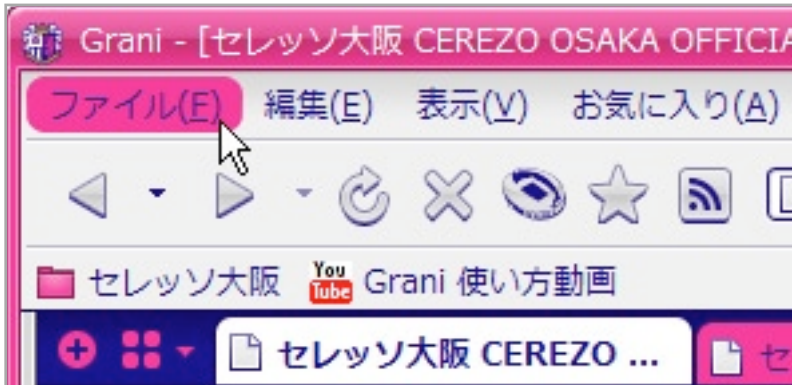 Grani - [セレッソ大阪 CEREZO OSAKA OFFICIA
ファイル(F) 編集(E) 表示(V) お気に入り(A)
セレッソ大阪 You Tube Grani 使い方動画
セレッソ大阪 CEREZO ... セ